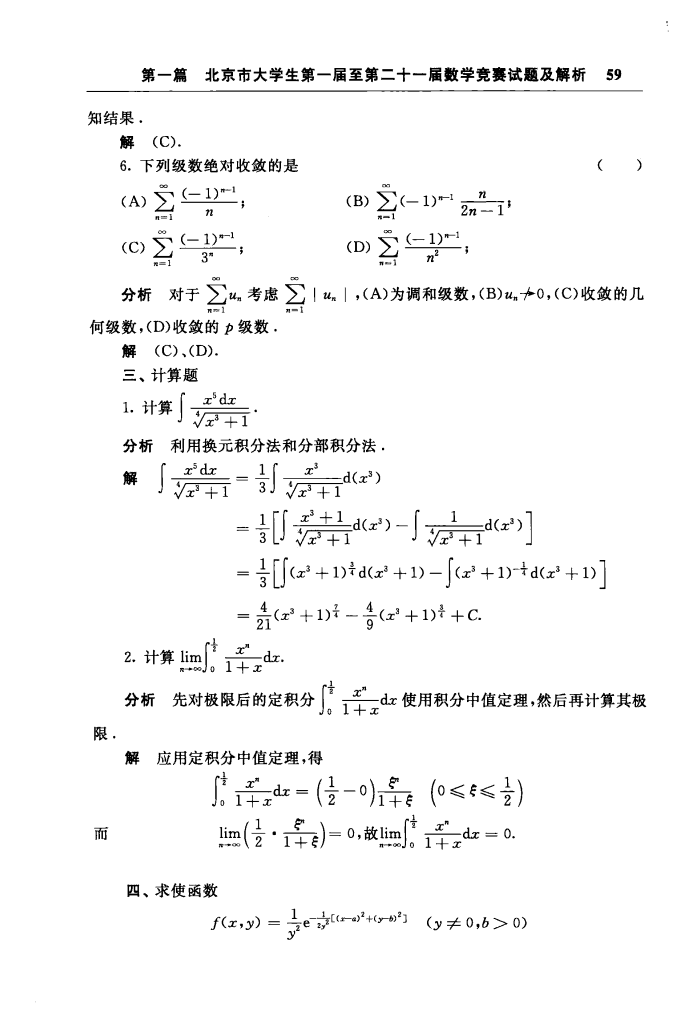 第一篇 北京市大学生第一届至第二十一届数学竞赛试题及解析 59
知结果.
解 (C).
6. 下列级数绝对收敛的是 ( )
(A) $\sum_{n=1}^{\infty}\frac{(-1)^{n-1}}{n}$; (B) $\sum_{n=1}^{\infty}(-1)^{n-1}\frac{n}{2n-1}$;
(C) $\sum_{n=1}^{\infty}\frac{(-1)^{n-1}}{3^n}$; (D) $\sum_{n=1}^{\infty}\frac{(-1)^{n-1}}{n^2}$;
分析 对于 $\sum_{n=1}^{\infty}u_n$ 考虑 $\sum_{n=1}^{\infty}|u_n|$,(A)为调和级数,(B)$u_n\not\to 0$,(C)收敛的几
何级数,(D)收敛的 p 级数.
解 (C)、(D).
三、计算题
1. 计算 $\int\frac{x^5dx}{\sqrt[4]{x^3+1}}$.
分析 利用换元积分法和分部积分法.
解 $\int\frac{x^5dx}{\sqrt[4]{x^3+1}}=\frac{1}{3}\int\frac{x^3}{\sqrt[4]{x^3+1}}d(x^3)$
$=\frac{1}{3}\left[\int\frac{x^3+1}{\sqrt[4]{x^3+1}}d(x^3)-\int\frac{1}{\sqrt[4]{x^3+1}}d(x^3)\right]$
$=\frac{1}{3}\left[\int(x^3+1)^{\frac{3}{4}}d(x^3+1)-\int(x^3+1)^{-\frac{1}{4}}d(x^3+1)\right]$
$=\frac{4}{21}(x^3+1)^{\frac{7}{4}}-\frac{4}{9}(x^3+1)^{\frac{3}{4}}+C.$
2. 计算 $\lim_{n\to\infty}\int_0^{\frac{1}{2}}\frac{x^n}{1+x}dx.$
分析 先对极限后的定积分 $\int_0^{\frac{1}{2}}\frac{x^n}{1+x}dx$ 使用积分中值定理,然后再计算其极
限.
解 应用定积分中值定理,得
$\int_0^{\frac{1}{2}}\frac{x^n}{1+x}dx=\left(\frac{1}{2}-0\right)\frac{\xi^n}{1+\xi}\quad\left(0\leqslant\xi\leqslant\frac{1}{2}\right)$
而 $\lim_{n\to\infty}\left(\frac{1}{2}\cdot\frac{\xi^n}{1+\xi}\right)=0$,故$\lim_{n\to\infty}\int_0^{\frac{1}{2}}\frac{x^n}{1+x}dx=0.$
四、求使函数
$f(x,y)=\frac{1}{y^2}e^{-\frac{1}{2y^2}[(x-a)^2+(y-b)^2]}\quad(y\neq0,b>0)$